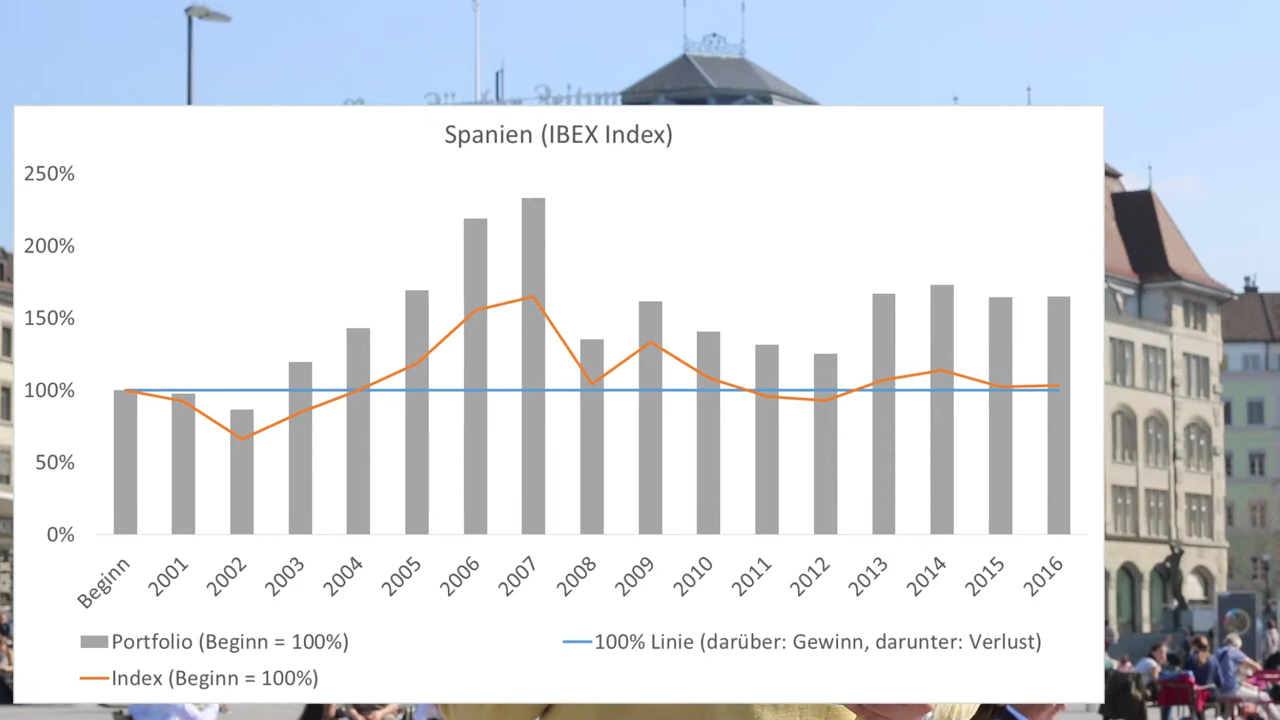 Zeitung
Spanien (IBEX Index)
250%
200%
150%
100%
50%
0%
Beginn 2001 2002 2003 2004 2005 2006 2007 2008 2009 2010 2011 2012 2013 2014 2015 2016
Portfolio (Beginn = 100%)
100% Linie (darüber: Gewinn, darunter: Verlust)
Index (Beginn = 100%)